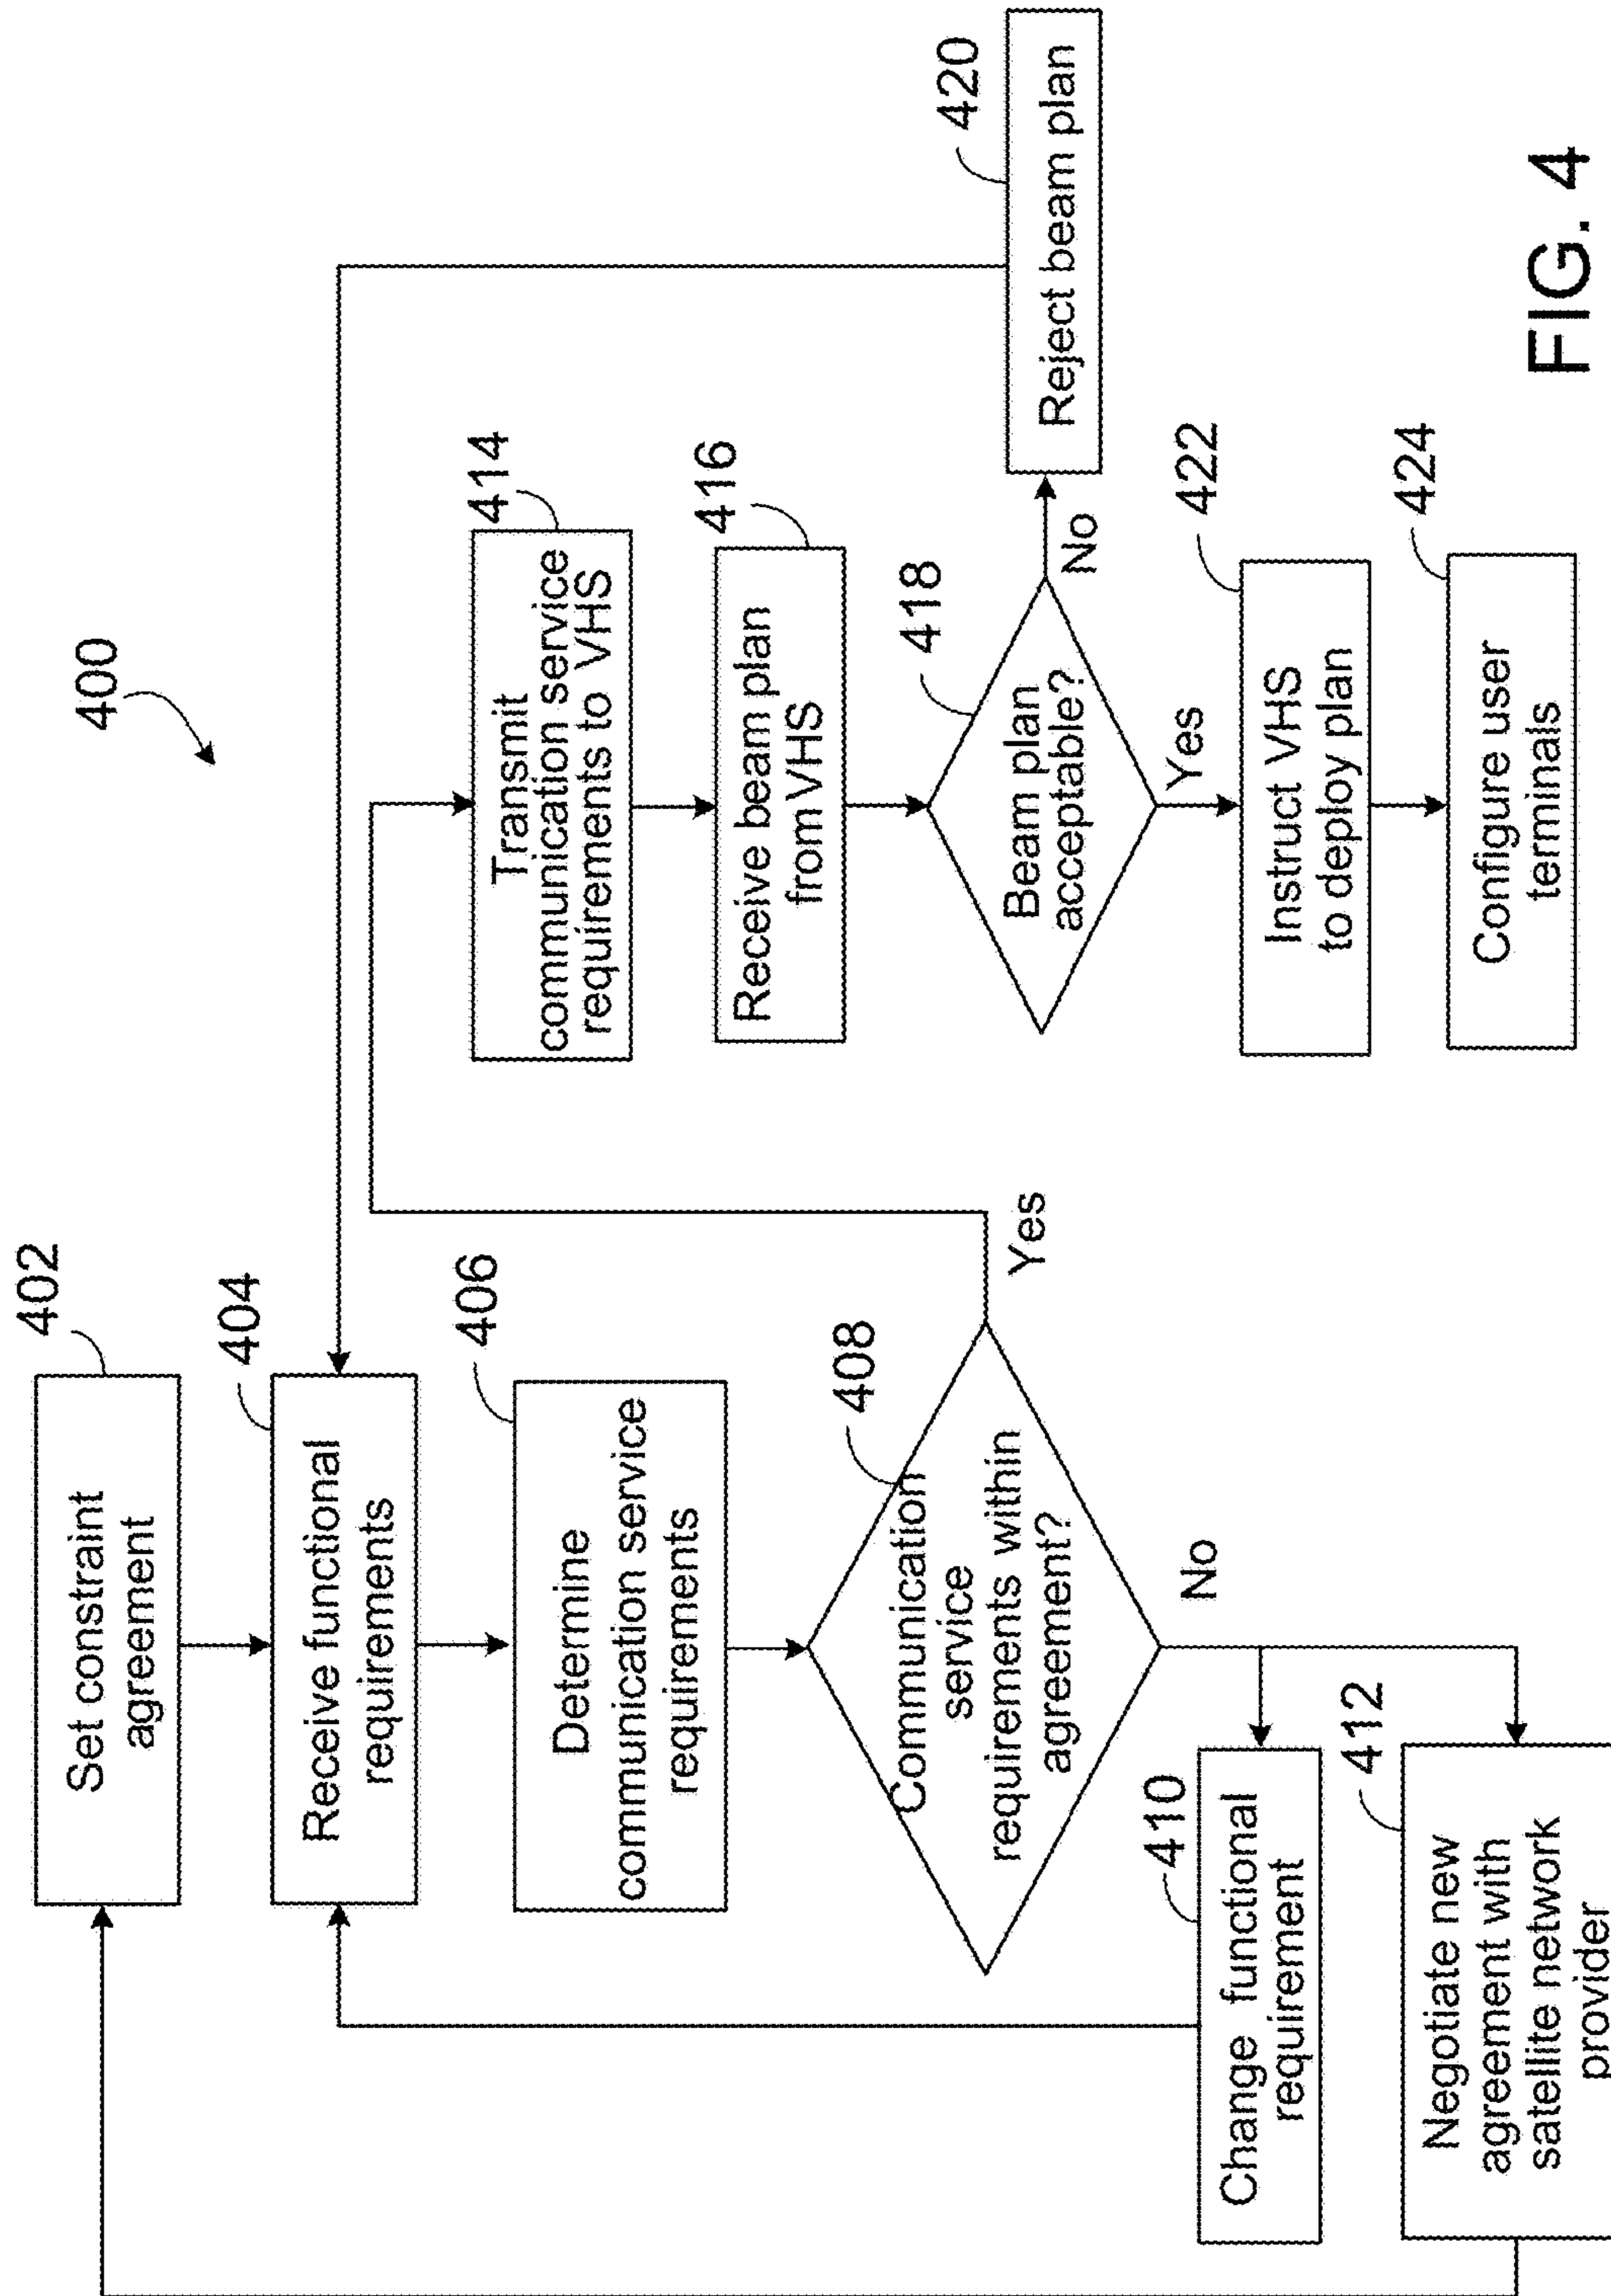 400
402
Set constraint
agreement
404
Receive functional
requirements
406
Determine
communication service
requirements
408
Communication
service
requirements within
agreement?
Yes
No
410
Change functional
requirement
412
Negotiate new
agreement with
satellite network
provider
414
Transmit
communication service
requirements to VHS
416
Receive beam plan
from VHS
418
Beam plan
acceptable?
No
Yes
420
Reject beam plan
422
Instruct VHS
to deploy plan
424
Configure user
terminals
FIG. 4